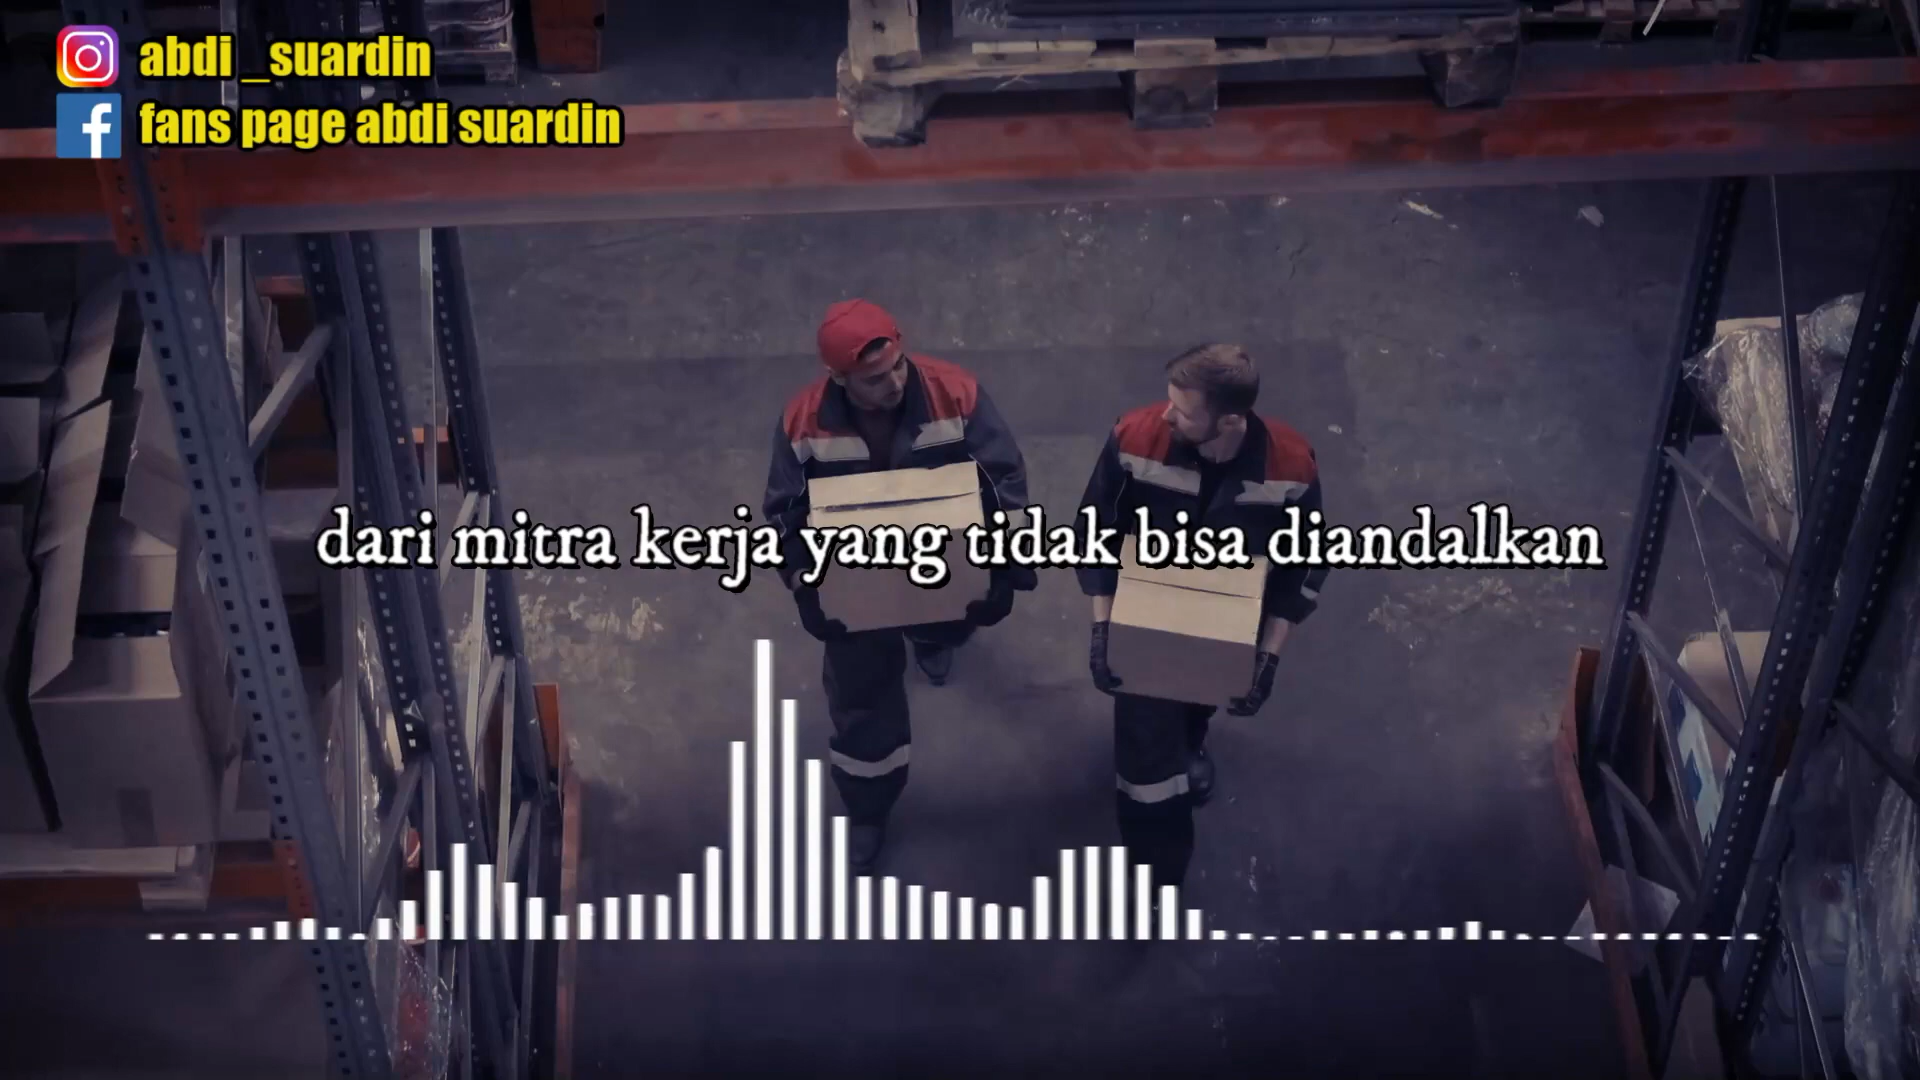 abdi _suardin
fans page abdi suardin
dari mitra kerja yang tidak bisa diandalkan